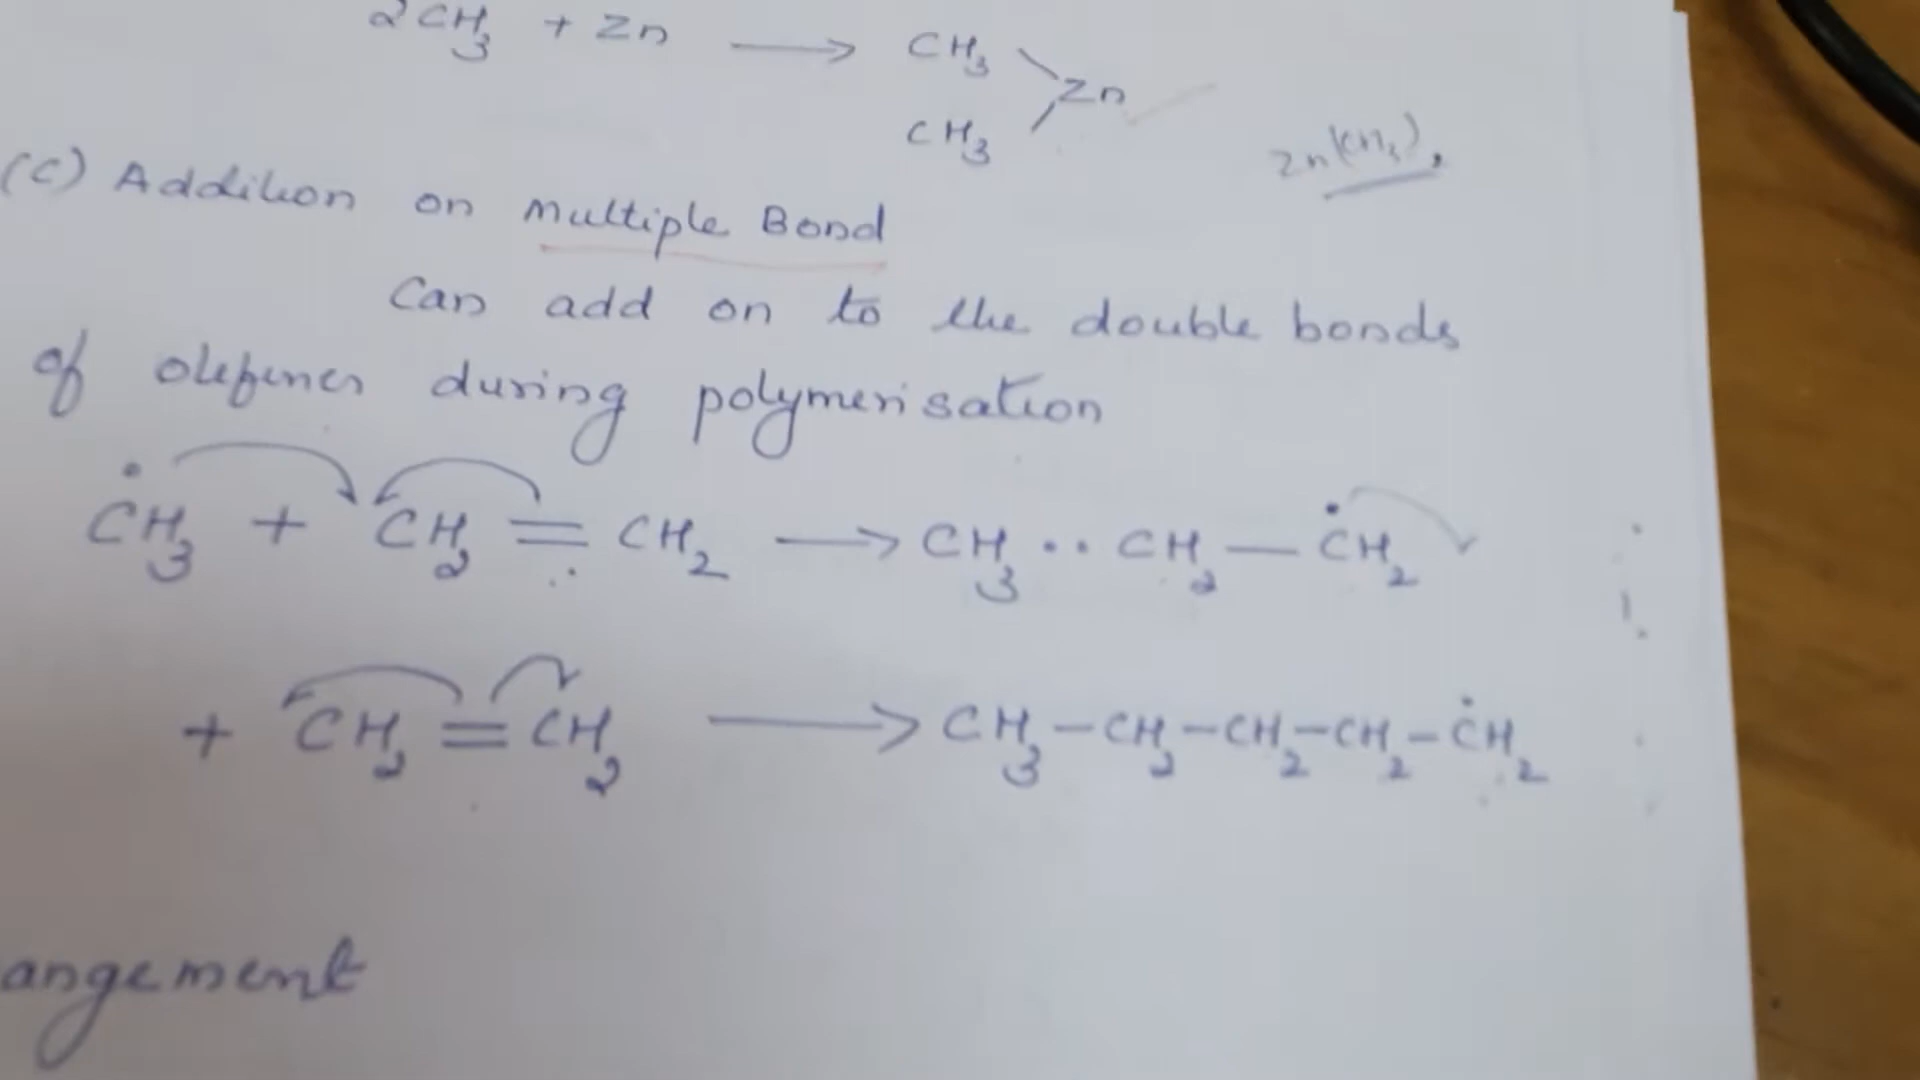 2CH3 + Zn ⟶ CH3
Zn
CH3
Zn(CH3)2
(C) Addition on Multiple Bond
Can add on to the double bonds
of olefines during polymerisation
ĊH3 + CH2 = CH2 ⟶ CH3 ·· CH2 — ĊH2
+ CH2 = CH2 ⟶ CH3 – CH2 – CH2 – CH2 – ĊH2
angement